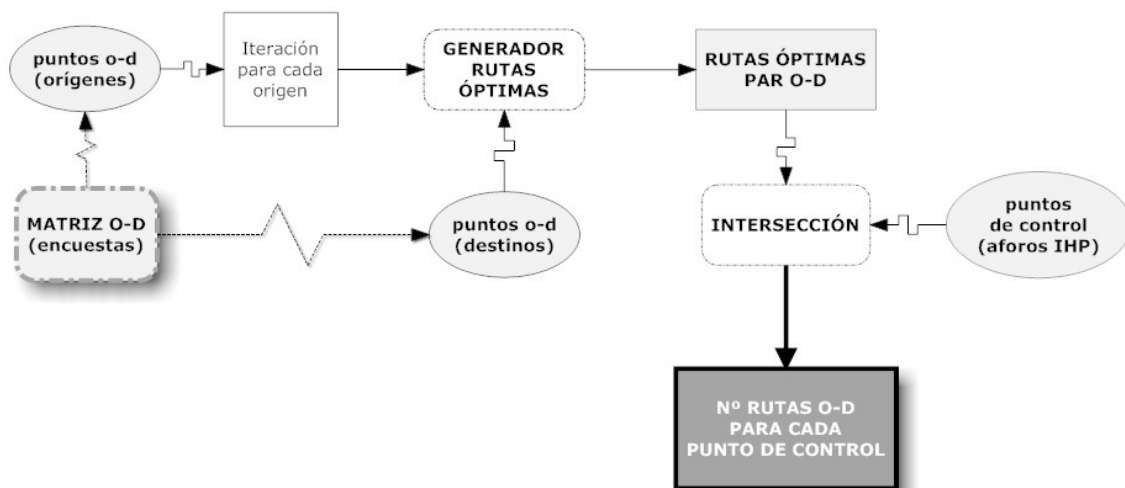 puntos o-d
(orígenes)
Iteración
para cada
origen
GENERADOR
RUTAS
ÓPTIMAS
RUTAS ÓPTIMAS
PAR O-D
MATRIZ O-D
(encuestas)
puntos o-d
(destinos)
INTERSECCIÓN
puntos
de control
(aforos IHP)
Nº RUTAS O-D
PARA CADA
PUNTO DE CONTROL